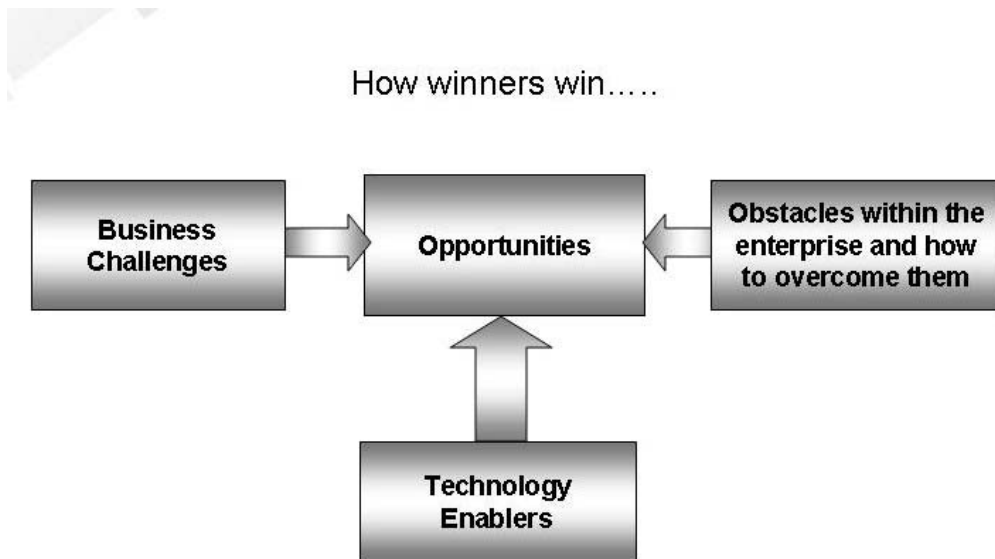 How winners win.....
Business
Challenges
Opportunities
Obstacles within the
enterprise and how
to overcome them
Technology
Enablers